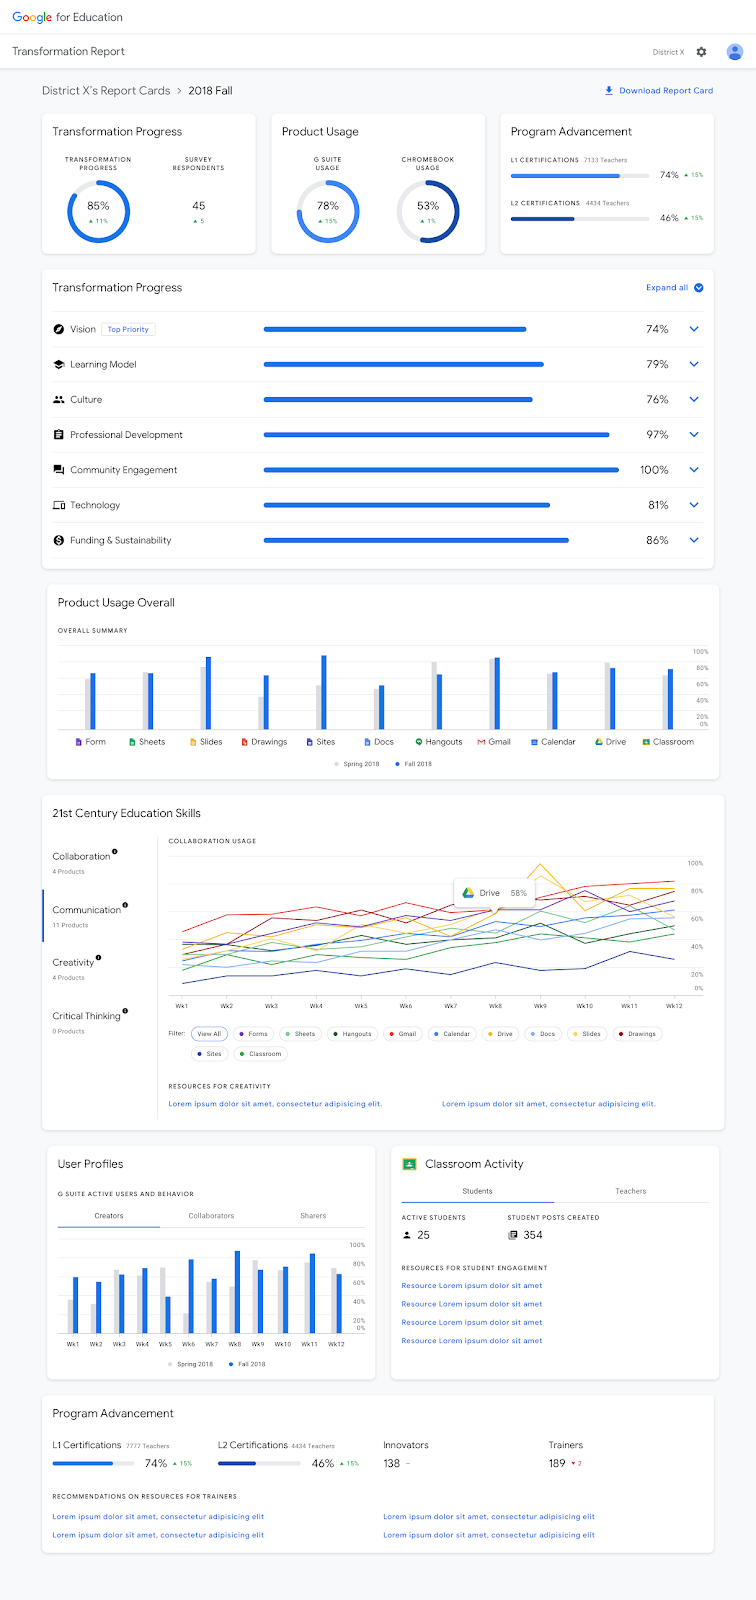 Google for Education
Transformation Report
District X
District X's Report Cards > 2018 Fall
Download Report Card
Transformation Progress
TRANSFORMATION PROGRESS
SURVEY RESPONDENTS
85%
▲ 11%
45
▲ 5
Product Usage
G SUITE USAGE
CHROMEBOOK USAGE
78%
▲ 15%
53%
▲ 1%
Program Advancement
L1 CERTIFICATIONS 7133 Teachers
74% ▲ 15%
L2 CERTIFICATIONS 4434 Teachers
46% ▲ 15%
Transformation Progress
Expand all
Vision Top Priority 74%
Learning Model 79%
Culture 76%
Professional Development 97%
Community Engagement 100%
Technology 81%
Funding & Sustainability 86%
Product Usage Overall
OVERALL SUMMARY
100%
80%
60%
40%
20%
0%
Form Sheets Slides Drawings Sites Docs Hangouts Gmail Calendar Drive Classroom
Spring 2018 Fall 2018
21st Century Education Skills
Collaboration
4 Products
Communication
11 Products
Creativity
4 Products
Critical Thinking
0 Products
COLLABORATION USAGE
100%
80%
60%
40%
20%
0%
Drive 58%
Wk1 Wk2 Wk3 Wk4 Wk5 Wk6 Wk7 Wk8 Wk9 Wk10 Wk11 Wk12
Filter: View All Forms Sheets Hangouts Gmail Calendar Drive Docs Slides Drawings
Sites Classroom
RESOURCES FOR CREATIVITY
Lorem ipsum dolor sit amet, consectetur adipisicing elit.
Lorem ipsum dolor sit amet, consectetur adipisicing elit.
User Profiles
G SUITE ACTIVE USERS AND BEHAVIOR
Creators Collaborators Sharers
100%
80%
60%
40%
20%
0%
Wk1 Wk2 Wk3 Wk4 Wk5 Wk6 Wk7 Wk8 Wk9 Wk10 Wk11 Wk12
Spring 2018 Fall 2018
Classroom Activity
Students Teachers
ACTIVE STUDENTS
25
STUDENT POSTS CREATED
354
RESOURCES FOR STUDENT ENGAGEMENT
Resource Lorem ipsum dolor sit amet
Resource Lorem ipsum dolor sit amet
Resource Lorem ipsum dolor sit amet
Resource Lorem ipsum dolor sit amet
Program Advancement
L1 Certifications 7777 Teachers
74% ▲ 15%
L2 Certifications 4434 Teachers
46% ▲ 15%
Innovators
138 –
Trainers
189 ▼ 2
RECOMMENDATIONS ON RESOURCES FOR TRAINERS
Lorem ipsum dolor sit amet, consectetur adipisicing elit
Lorem ipsum dolor sit amet, consectetur adipisicing elit
Lorem ipsum dolor sit amet, consectetur adipisicing elit
Lorem ipsum dolor sit amet, consectetur adipisicing elit